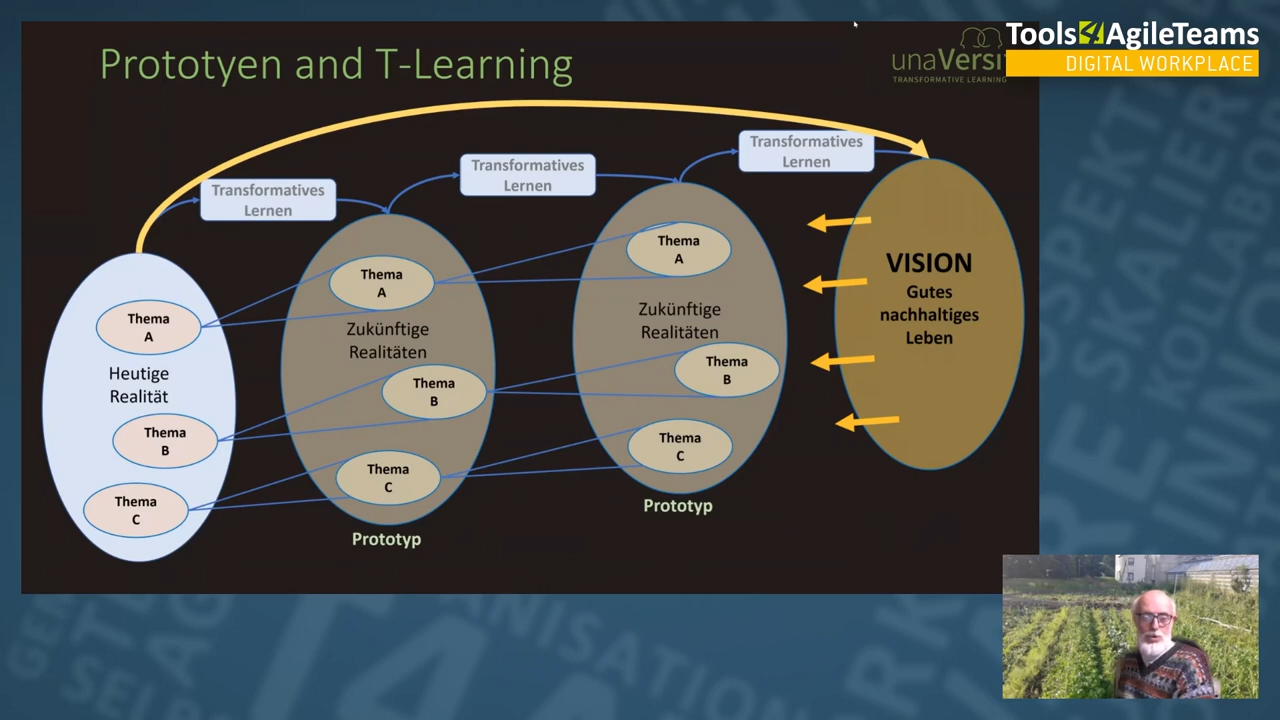 Prototyen and T-Learning
unaVersi
TRANSFORMATIVE LEARNING
Tools4AgileTeams
DIGITAL WORKPLACE
Transformatives
Lernen
Transformatives
Lernen
Transformatives
Lernen
Thema
A
Heutige
Realität
Thema
B
Thema
C
Thema
A
Zukünftige
Realitäten
Thema
B
Thema
C
Prototyp
Thema
A
Zukünftige
Realitäten
Thema
B
Thema
C
Prototyp
VISION
Gutes
nachhaltiges
Leben